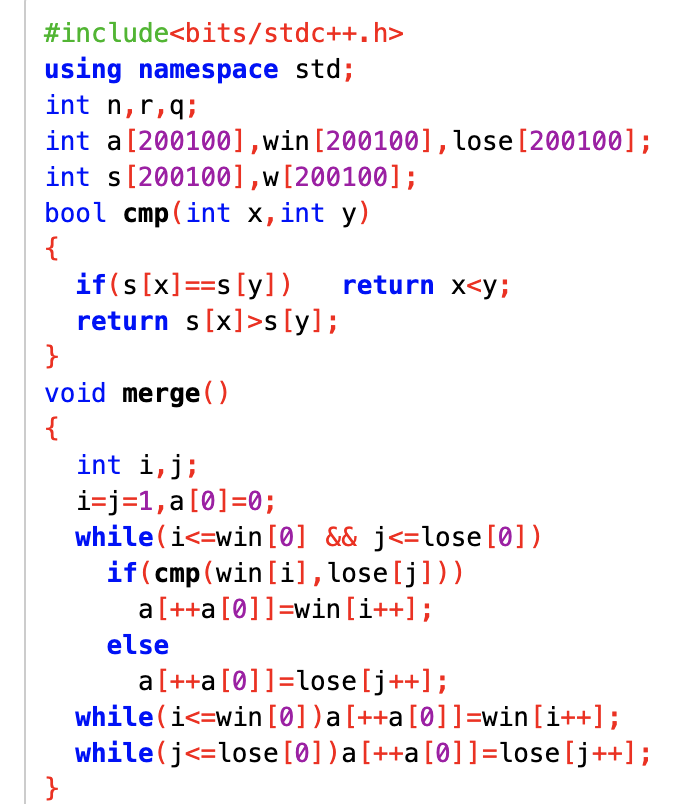 #include<bits/stdc++.h>
using namespace std;
int n,r,q;
int a[200100],win[200100],lose[200100];
int s[200100],w[200100];
bool cmp(int x,int y)
{
  if(s[x]==s[y])   return x<y;
  return s[x]>s[y];
}
void merge()
{
  int i,j;
  i=j=1,a[0]=0;
  while(i<=win[0] && j<=lose[0])
    if(cmp(win[i],lose[j]))
      a[++a[0]]=win[i++];
    else
      a[++a[0]]=lose[j++];
  while(i<=win[0])a[++a[0]]=win[i++];
  while(j<=lose[0])a[++a[0]]=lose[j++];
}